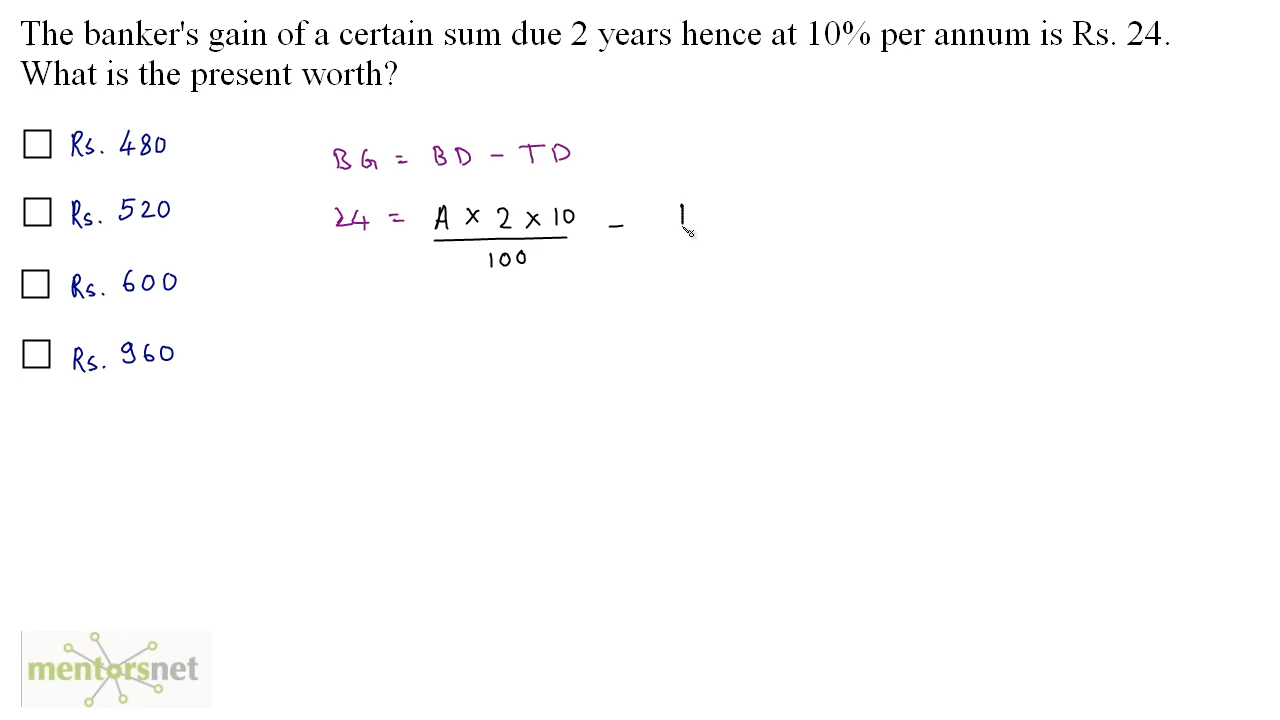 The banker's gain of a certain sum due 2 years hence at 10% per annum is Rs. 24.
What is the present worth?
Rs. 480
BG = BD - TD
Rs. 520
24 = A × 2 × 10 - 1
100
Rs. 600
Rs. 960
mentorsnet